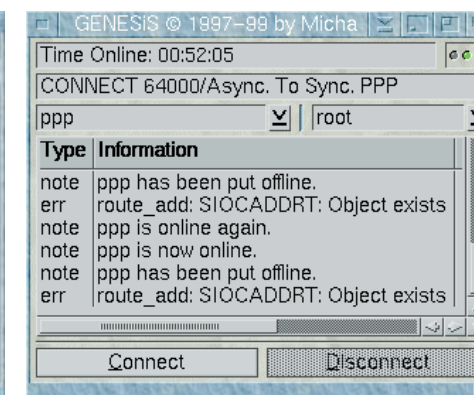 GENESiS © 1997-99 by Micha
Time Online: 00:52:05
CONNECT 64000/Async. To Sync. PPP
ppp root
Type Information
note ppp has been put offline.
err route_add: SIOCADDRT: Object exists
note ppp is online again.
note ppp is now online.
note ppp has been put offline.
err route_add: SIOCADDRT: Object exists
Connect Disconnect